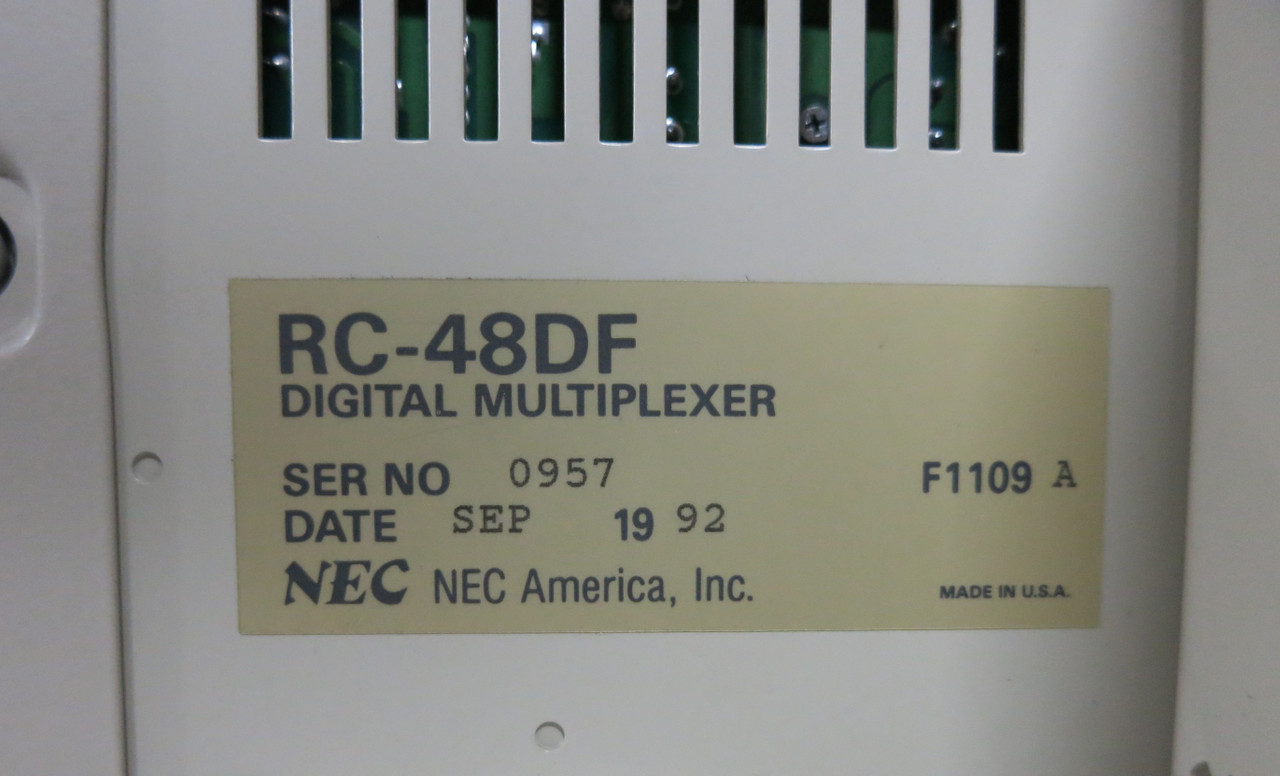 RC-48DF
DIGITAL MULTIPLEXER
SER NO 0957 F1109 A
DATE SEP 19 92
NEC NEC America, Inc. MADE IN U.S.A.